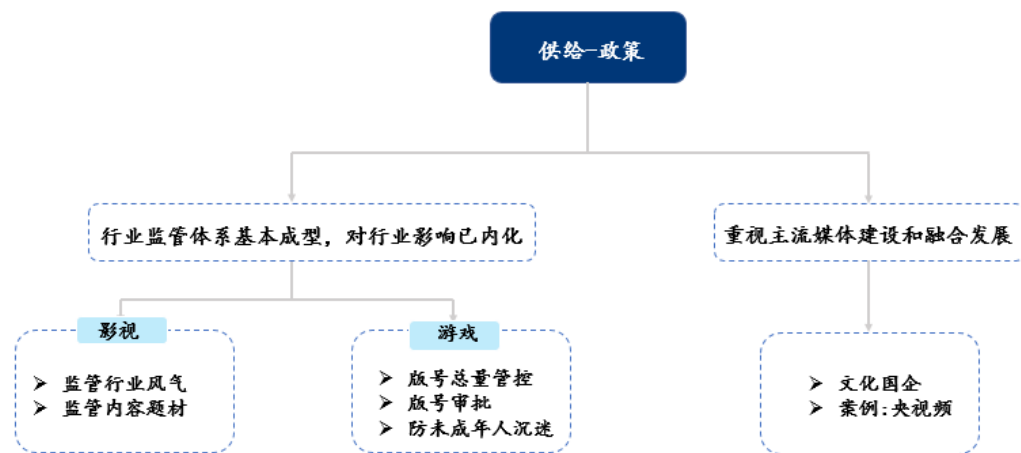 供给-政策
行业监管体系基本成型，对行业影响已内化
重视主流媒体建设和融合发展
影视
➢ 监管行业风气
➢ 监管内容题材
游戏
➢ 版号总量管控
➢ 版号审批
➢ 防未成年人沉迷
➢ 文化国企
➢ 案例:央视频